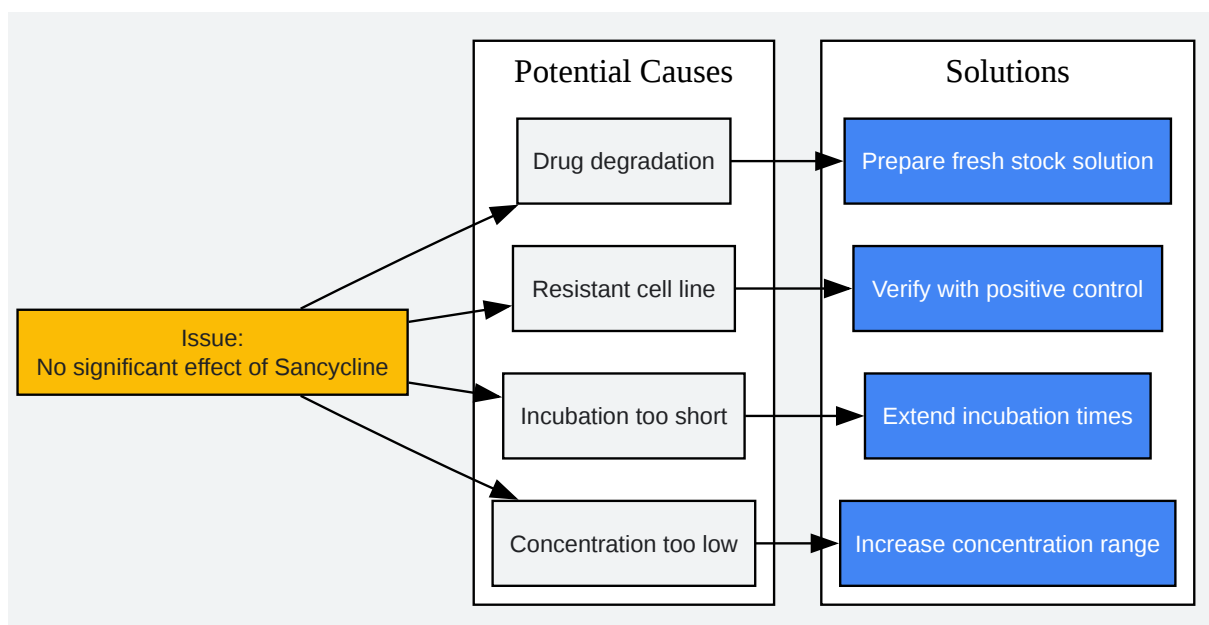 Potential Causes
Solutions
Drug degradation
Prepare fresh stock solution
Resistant cell line
Verify with positive control
Issue:
No significant effect of Sancycline
Incubation too short
Extend incubation times
Concentration too low
Increase concentration range